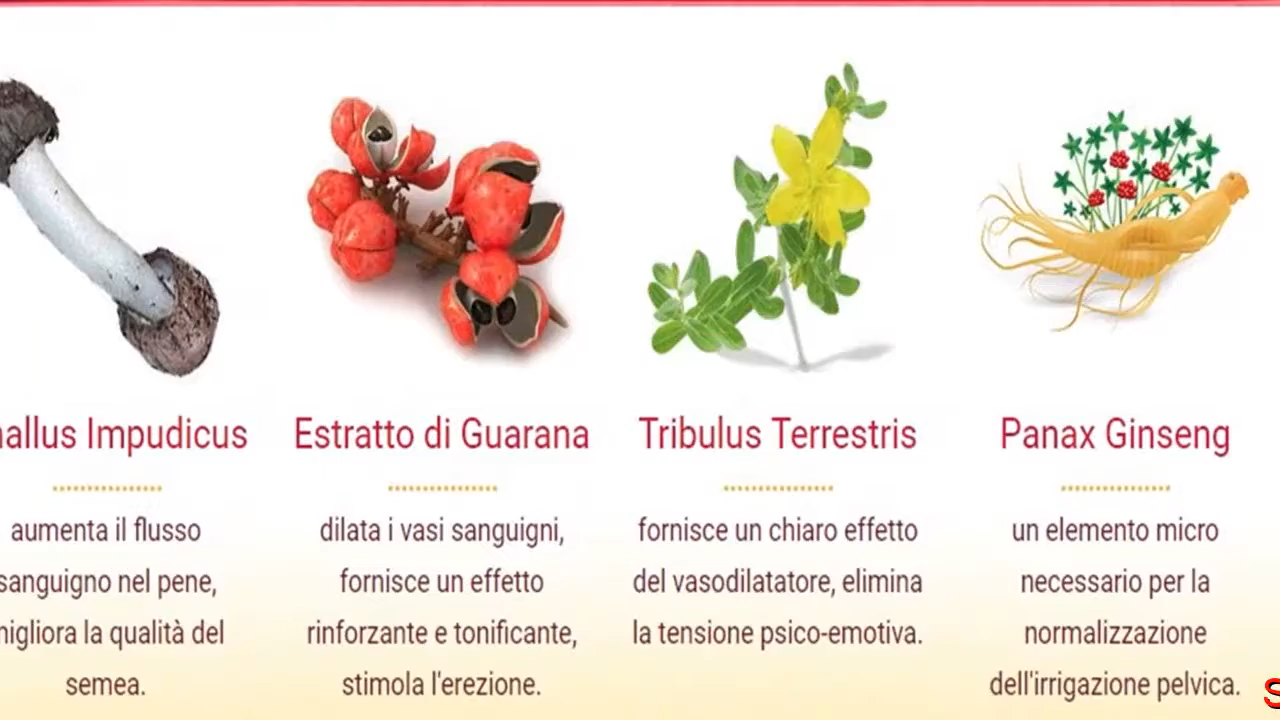 hallus Impudicus
aumenta il flusso
sanguigno nel pene,
migliora la qualità del
semea.
Estratto di Guarana
dilata i vasi sanguigni,
fornisce un effetto
rinforzante e tonificante,
stimola l'erezione.
Tribulus Terrestris
fornisce un chiaro effetto
del vasodilatatore, elimina
la tensione psico-emotiva.
Panax Ginseng
un elemento micro
necessario per la
normalizzazione
dell'irrigazione pelvica.
S